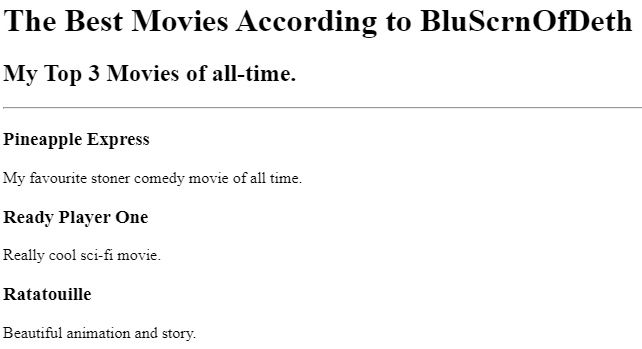 The Best Movies According to BluScrnOfDeth
My Top 3 Movies of all-time.
Pineapple Express
My favourite stoner comedy movie of all time.
Ready Player One
Really cool sci-fi movie.
Ratatouille
Beautiful animation and story.